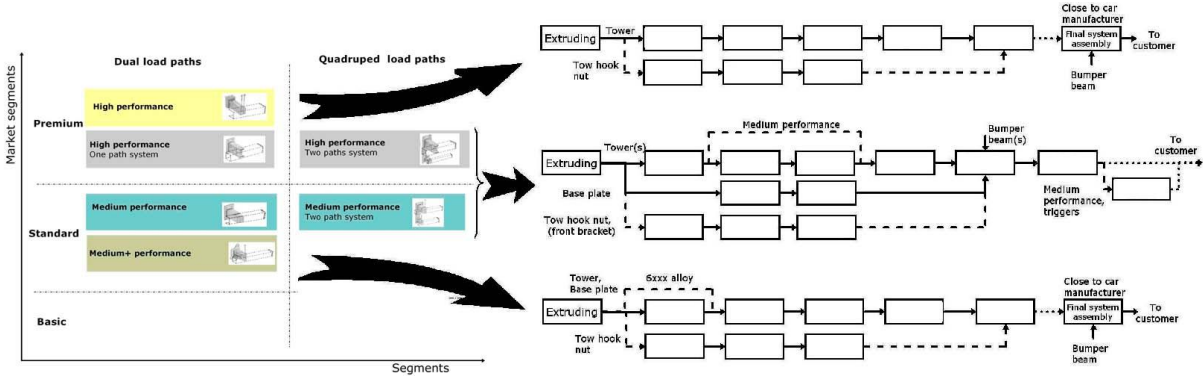 Market segments
Dual load paths
Quadruped load paths
Premium
High performance
High performance
One path system
High performance
Two paths system
Standard
Medium performance
Medium performance
Two path system
Medium+ performance
Basic
Segments
Extruding
Tower
Tow hook
nut
Close to car
manufacturer
Final system
assembly
To
customer
Bumper
beam
Extruding
Tower(s)
Medium performance
Base plate
Tow hook nut,
(front bracket)
Bumper
beam(s)
Medium
performance,
triggers
To
customer
Extruding
Tower,
Base plate
6xxx alloy
Tow hook
nut
Close to car
manufacturer
Final system
assembly
To
customer
Bumper
beam